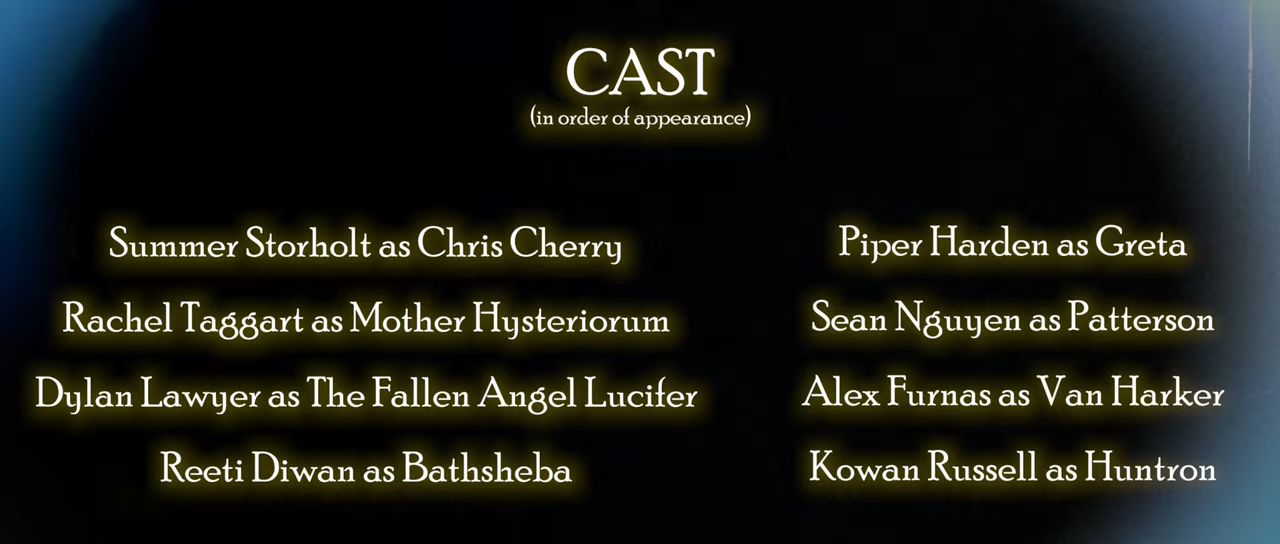 CAST
(in order of appearance)
Summer Storholt as Chris Cherry
Rachel Taggart as Mother Hysteriorum
Dylan Lawyer as The Fallen Angel Lucifer
Reeti Diwan as Bathsheba
Piper Harden as Greta
Sean Nguyen as Patterson
Alex Furnas as Van Harker
Kowan Russell as Huntron